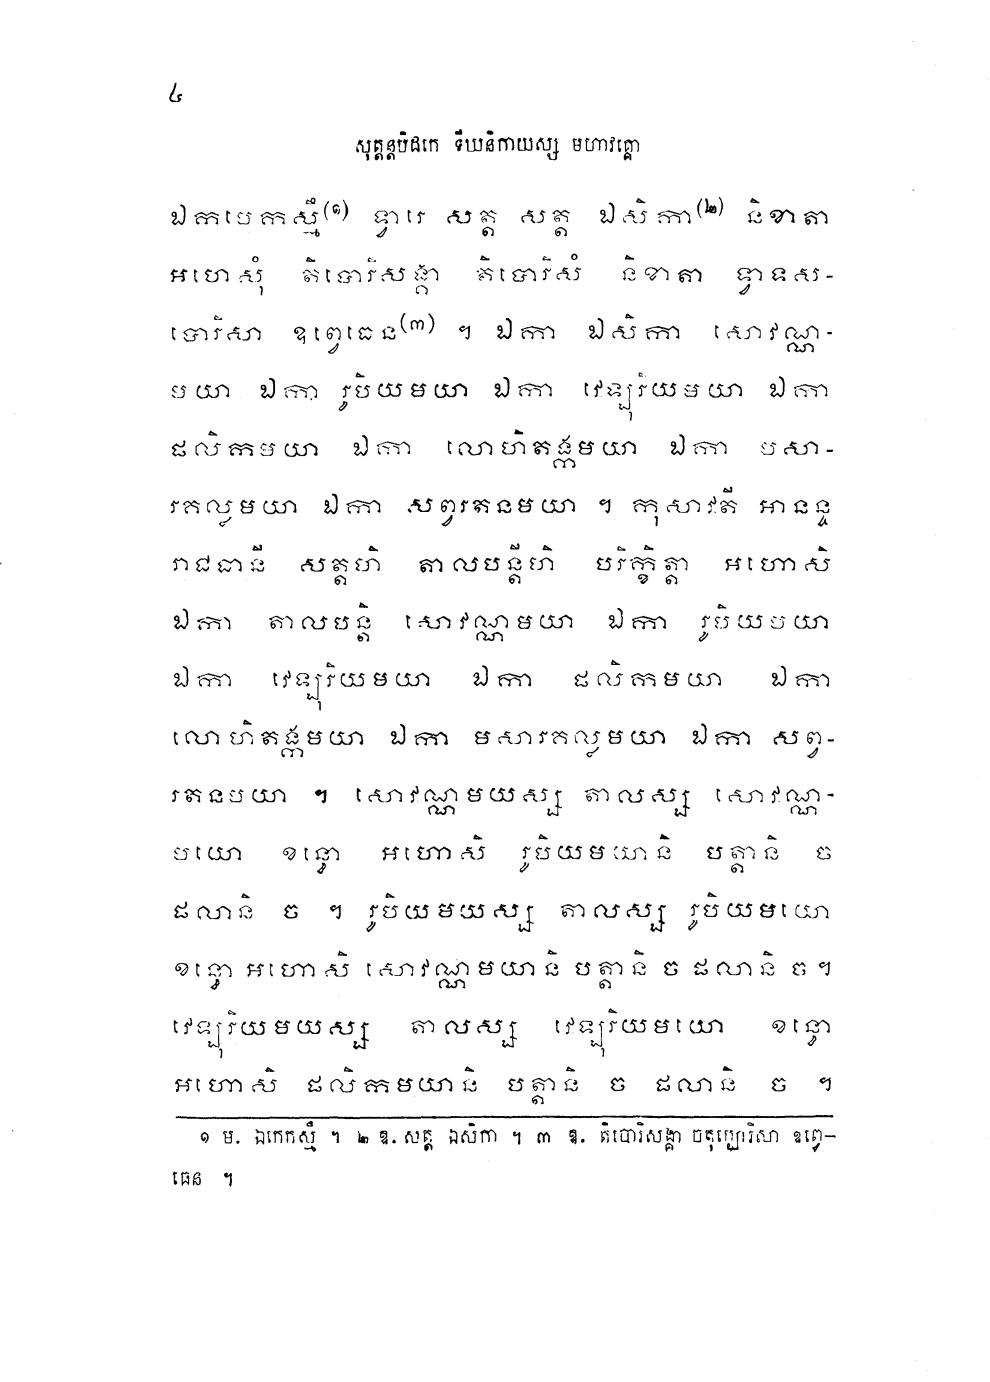 ៤
សុត្តន្តបិដកេ ទីឃនិកាយស្ស មហាវគ្គោ
ឯកមេកស្មឹ(១) ទ្វារេ សត្ត សត្ត ឯសិកា(២) និខាតា
អហេសុំ តិបោរិសង្គា តិបោរិសំ និខាតា ទ្វាទស-
បោរិសា ឧព្វេធេន(៣) ។ ឯកា ឯសិកា សោវណ្ណ-
មយា ឯកា រូបិយមយា ឯកា វេឡុរិយមយា ឯកា
ផលិកមយា ឯកា លោហិតង្កមយា ឯកា មសា-
រកល្លមយា ឯកា សព្វរតនមយា ។ កុសាវតី អានន្ទ
រាជធានី សត្តហិ តាលបន្តីហិ បរិក្ខិត្តា អហោសិ
ឯកា តាលបន្តិ សោវណ្ណមយា ឯកា រូបិយមយា
ឯកា វេឡុរិយមយា ឯកា ផលិកមយា ឯកា
លោហិតង្កមយា ឯកា មសារកល្លមយា ឯកា សព្វ-
រតនមយា ។ សោវណ្ណមយស្ស តាលស្ស សោវណ្ណ-
មយោ ខន្ធោ អហោសិ រូបិយមយានិ បត្តានិ ច
ផលានិ ច ។ រូបិយមយស្ស តាលស្ស រូបិយមយោ
ខន្ធោ អហោសិ សោវណ្ណមយានិ បត្តានិ ច ផលានិ ច ។
វេឡុរិយមយស្ស តាលស្ស វេឡុរិយមយោ ខន្ធោ
អហោសិ ផលិកមយានិ បត្តានិ ច ផលានិ ច ។
១ ម. ឯកេកស្មឹ ។ ២ ឱ. សត្ត ឯសិកា ។ ៣ ឱ. តិបោរិសង្គា ចតុប្បោរិសា ឧព្វេ-
ធេន ។